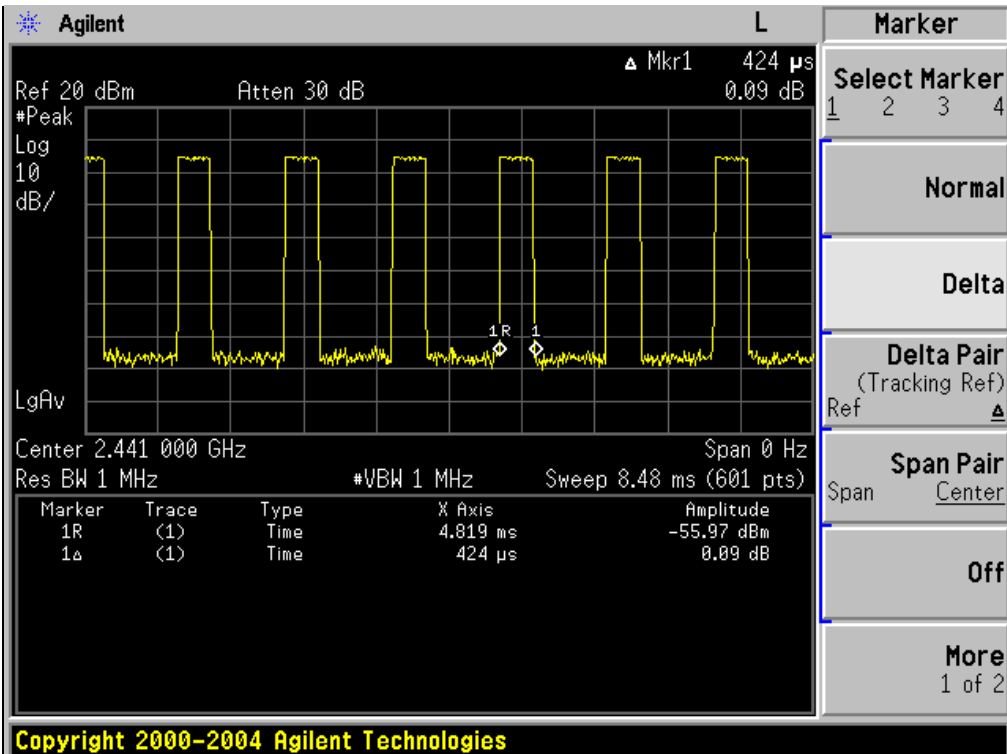 Agilent
L
Marker
Δ Mkr1 424 μs
Ref 20 dBm Atten 30 dB 0.09 dB
#Peak
Log
10
dB/
1R 1
LgAv
Center 2.441 000 GHz Span 0 Hz
Res BW 1 MHz #VBW 1 MHz Sweep 8.48 ms (601 pts)
Marker Trace Type X Axis Amplitude
1R (1) Time 4.819 ms -55.97 dBm
1Δ (1) Time 424 μs 0.09 dB
Select Marker
1 2 3 4
Normal
Delta
Delta Pair
(Tracking Ref)
Ref Δ
Span Pair
Span Center
Off
More
1 of 2
Copyright 2000-2004 Agilent Technologies